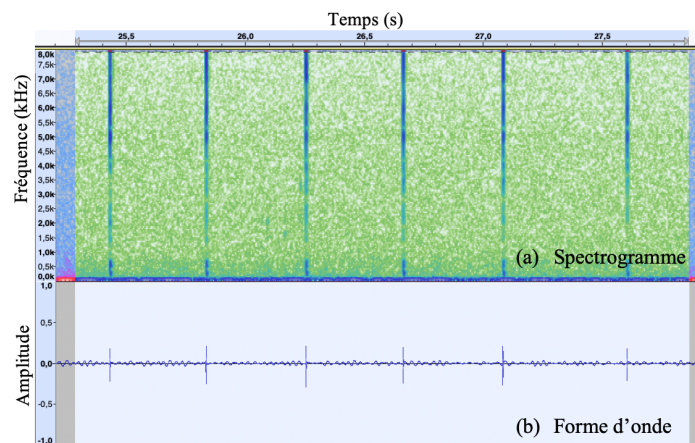 Temps (s)
25,5 26,0 26,5 27,0 27,5
Fréquence (kHz)
8,0k
7,5k
7,0k
6,5k
6,0k
5,5k
5,0k
4,5k
4,0k
3,5k
3,0k
2,5k
2,0k
1,5k
1,0k
0,5k
0,0k
(a) Spectrogramme
Amplitude
1,0
0,5
0,0
-0,5
-1,0
(b) Forme d’onde